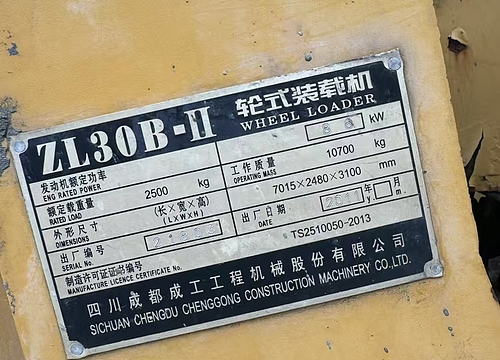 ZL30B-II 轮式装载机
WHEEL LOADER
发动机额定功率 kW
ENG RATED POWER
额定载重量 2500 kg
RATED LOAD
工作质量 10700 kg
OPERATING MASS
外形尺寸 (长×宽×高) 7015×2480×3100 mm
DIMENSIONS (L×W×H)
出厂编号
SERIAL No.
出厂日期 2011 年 月
DATE y m
制造许可证证书编号 TS2510050-2013
MANUFACTURE LICENCE CERTIFICATE No.
四川成都成工工程机械股份有限公司
SICHUAN CHENGDU CHENGGONG CONSTRUCTION MACHINERY CO.,LTD.